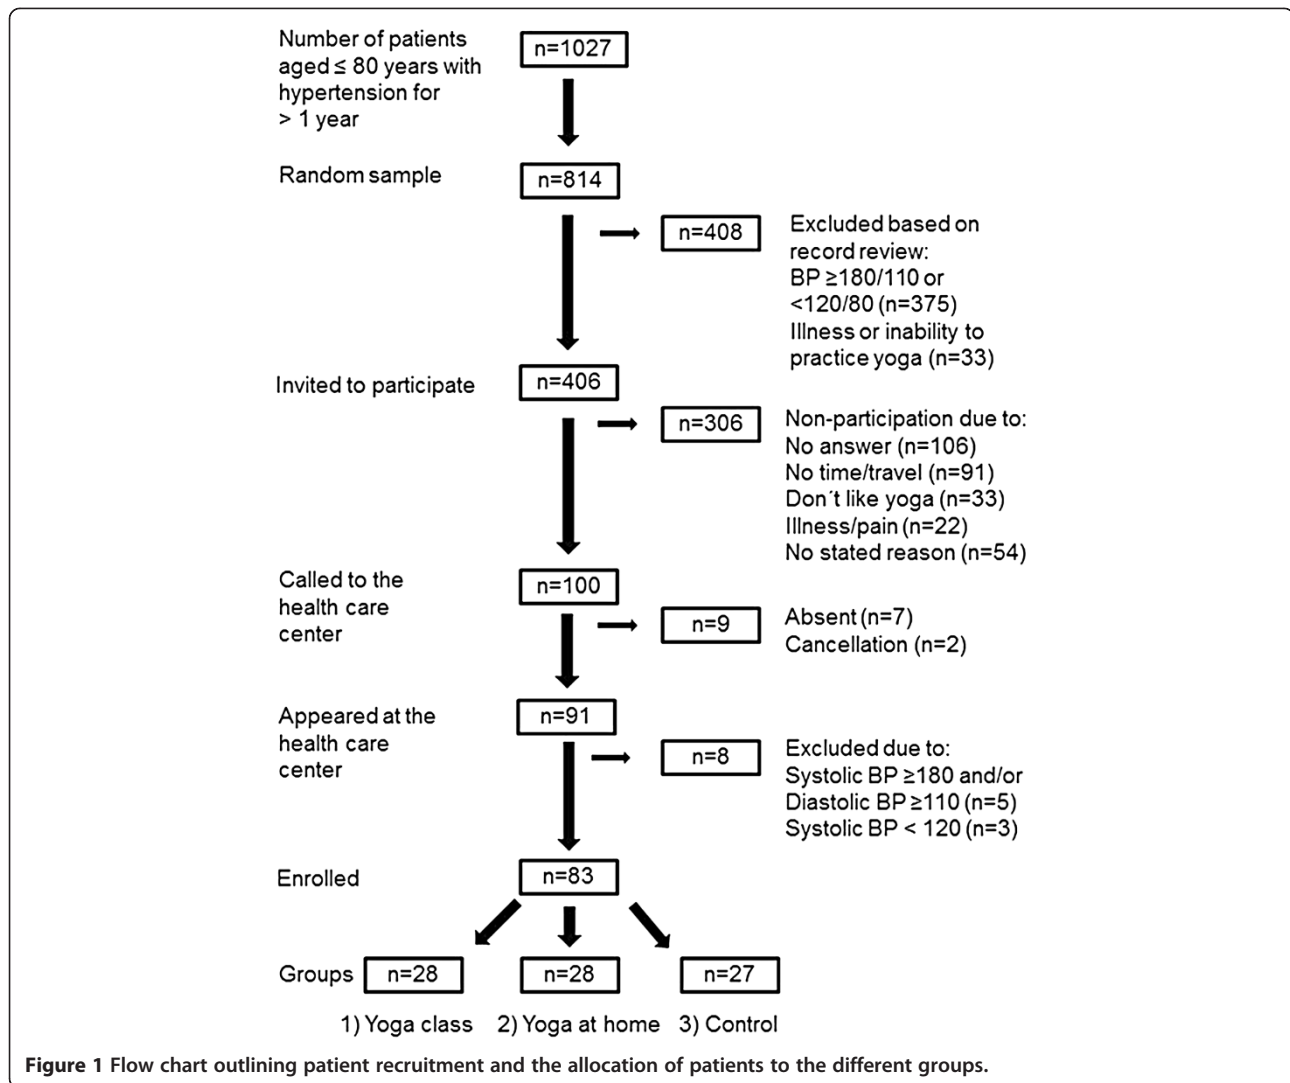 Number of patients
aged ≤ 80 years with
hypertension for
> 1 year
n=1027
Random sample
n=814
n=408
Excluded based on
record review:
BP ≥180/110 or
<120/80 (n=375)
Illness or inability to
practice yoga (n=33)
Invited to participate
n=406
n=306
Non-participation due to:
No answer (n=106)
No time/travel (n=91)
Don´t like yoga (n=33)
Illness/pain (n=22)
No stated reason (n=54)
Called to the
health care
center
n=100
n=9
Absent (n=7)
Cancellation (n=2)
Appeared at the
health care
center
n=91
n=8
Excluded due to:
Systolic BP ≥180 and/or
Diastolic BP ≥110 (n=5)
Systolic BP < 120 (n=3)
Enrolled
n=83
Groups
n=28
n=28
n=27
1) Yoga class
2) Yoga at home
3) Control
Figure 1 Flow chart outlining patient recruitment and the allocation of patients to the different groups.